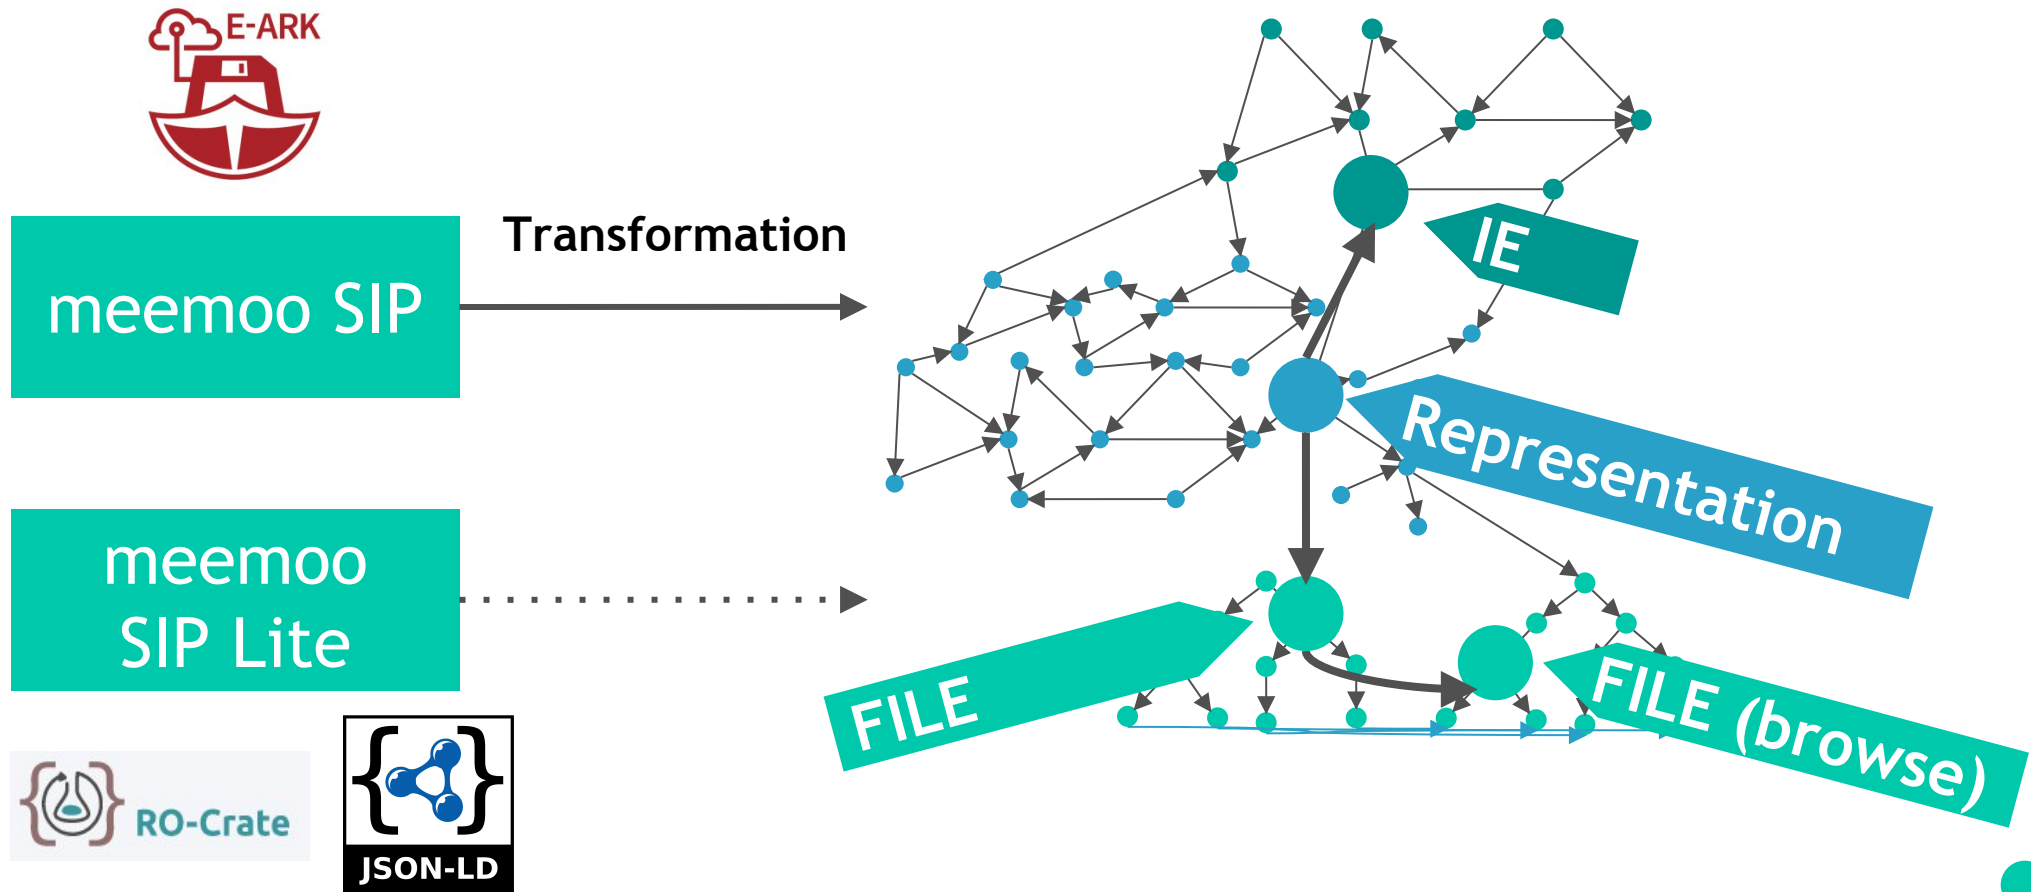 E-ARK
meemoo SIP
Transformation
IE
Representation
meemoo
SIP Lite
FILE
FILE (browse)
RO-Crate
JSON-LD